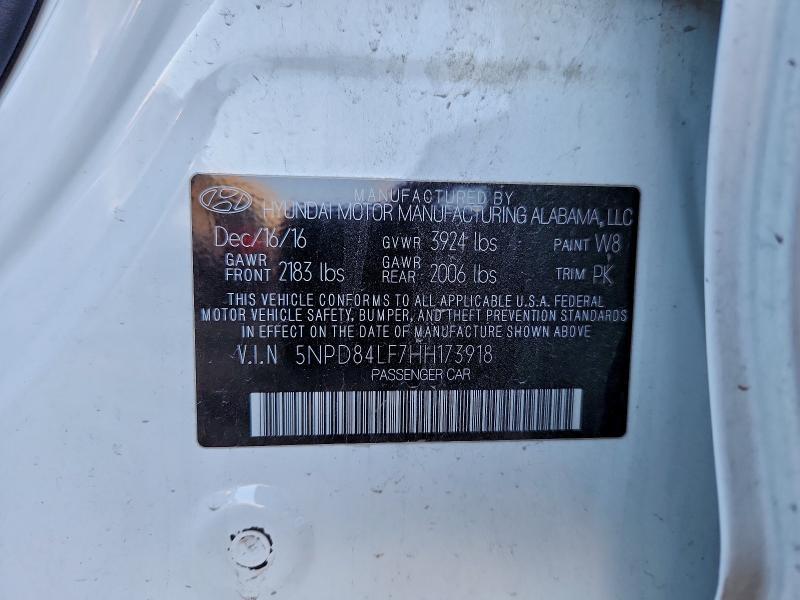 MANUFACTURED BY
HYUNDAI MOTOR MANUFACTURING ALABAMA, LLC
Dec/16/16 GVWR 3924 lbs PAINT W8
GAWR FRONT 2183 lbs GAWR REAR 2006 lbs TRIM PK
THIS VEHICLE CONFORMS TO ALL APPLICABLE U.S.A. FEDERAL
MOTOR VEHICLE SAFETY, BUMPER, AND THEFT PREVENTION STANDARDS
IN EFFECT ON THE DATE OF MANUFACTURE SHOWN ABOVE
V.I.N 5NPD84LF7HH173918
PASSENGER CAR